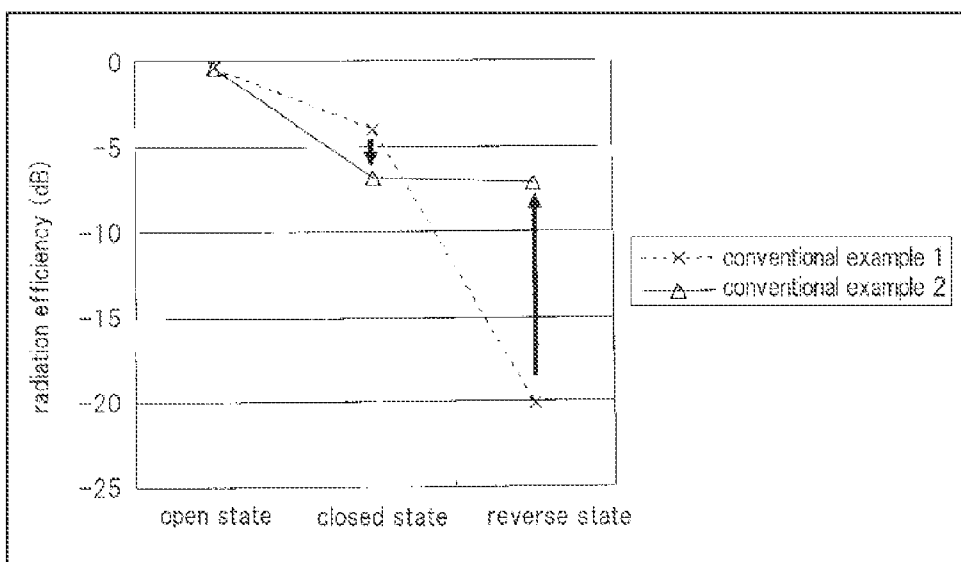 0
−5
−10
−15
−20
−25
radiation efficiency (dB)
open state
closed state
reverse state
conventional example 1
conventional example 2